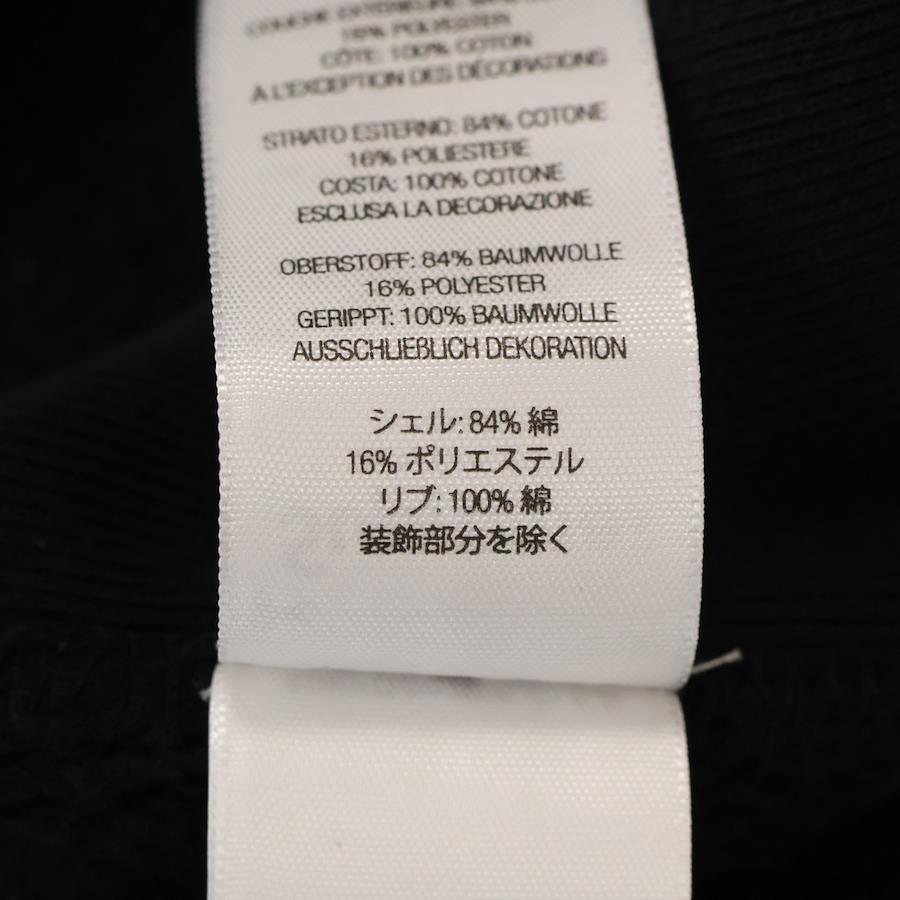 COUCHE EXTÉRIEURE:
16% POLYESTER
CÔTE: 100% COTON
À L'EXCEPTION DES DÉCORATIONS
STRATO ESTERNO: 84% COTONE
16% POLIESTERE
COSTA: 100% COTONE
ESCLUSA LA DECORAZIONE
OBERSTOFF: 84% BAUMWOLLE
16% POLYESTER
GERIPPT: 100% BAUMWOLLE
AUSSCHLIEßLICH DEKORATION
シェル: 84% 綿
16% ポリエステル
リブ: 100% 綿
装飾部分を除く